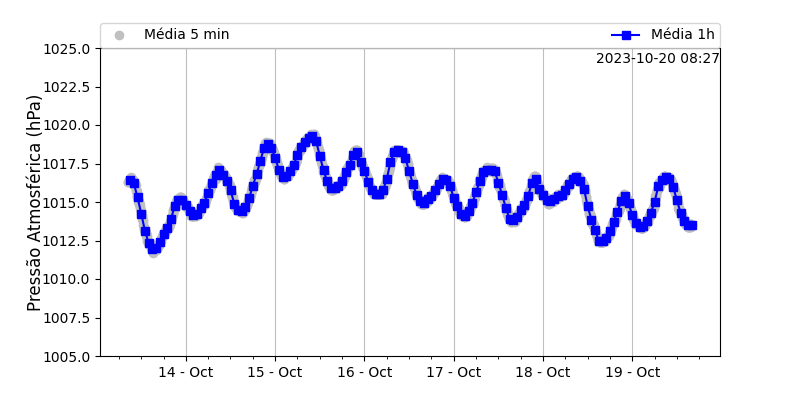 Média 5 min
Média 1h
2023-10-20 08:27
Pressão Atmosférica (hPa)
1025.0
1022.5
1020.0
1017.5
1015.0
1012.5
1010.0
1007.5
1005.0
14 - Oct
15 - Oct
16 - Oct
17 - Oct
18 - Oct
19 - Oct